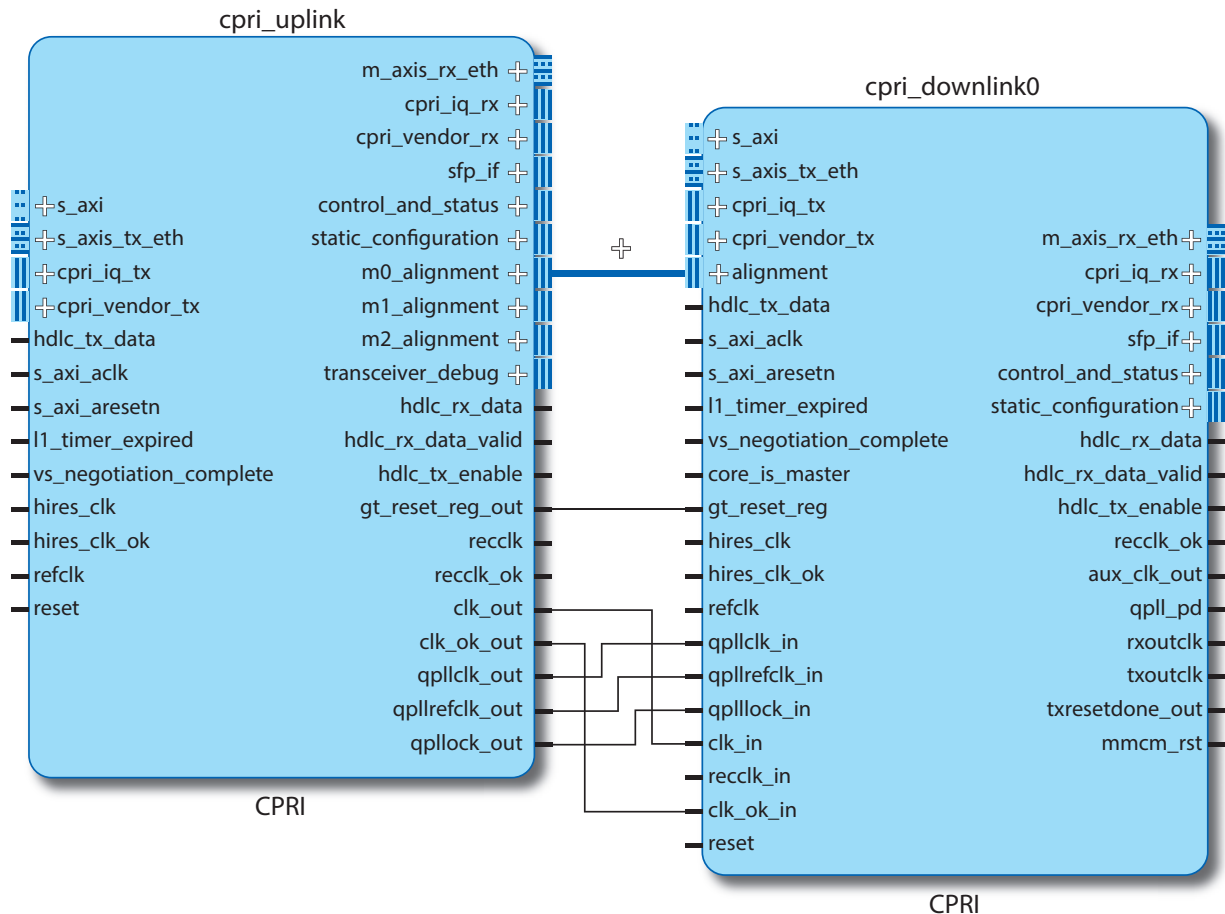 cpri_uplink
s_axi
s_axis_tx_eth
cpri_iq_tx
cpri_vendor_tx
hdlc_tx_data
s_axi_aclk
s_axi_aresetn
l1_timer_expired
vs_negotiation_complete
hires_clk
hires_clk_ok
refclk
reset
m_axis_rx_eth
cpri_iq_rx
cpri_vendor_rx
sfp_if
control_and_status
static_configuration
m0_alignment
m1_alignment
m2_alignment
transceiver_debug
hdlc_rx_data
hdlc_rx_data_valid
hdlc_tx_enable
gt_reset_reg_out
recclk
recclk_ok
clk_out
clk_ok_out
qpllclk_out
qpllrefclk_out
qpllock_out
CPRI
cpri_downlink0
s_axi
s_axis_tx_eth
cpri_iq_tx
cpri_vendor_tx
alignment
hdlc_tx_data
s_axi_aclk
s_axi_aresetn
l1_timer_expired
vs_negotiation_complete
core_is_master
gt_reset_reg
hires_clk
hires_clk_ok
refclk
qpllclk_in
qpllrefclk_in
qplllock_in
clk_in
recclk_in
clk_ok_in
reset
m_axis_rx_eth
cpri_iq_rx
cpri_vendor_rx
sfp_if
control_and_status
static_configuration
hdlc_rx_data
hdlc_rx_data_valid
hdlc_tx_enable
recclk_ok
aux_clk_out
qpll_pd
rxoutclk
txoutclk
txresetdone_out
mmcm_rst
CPRI